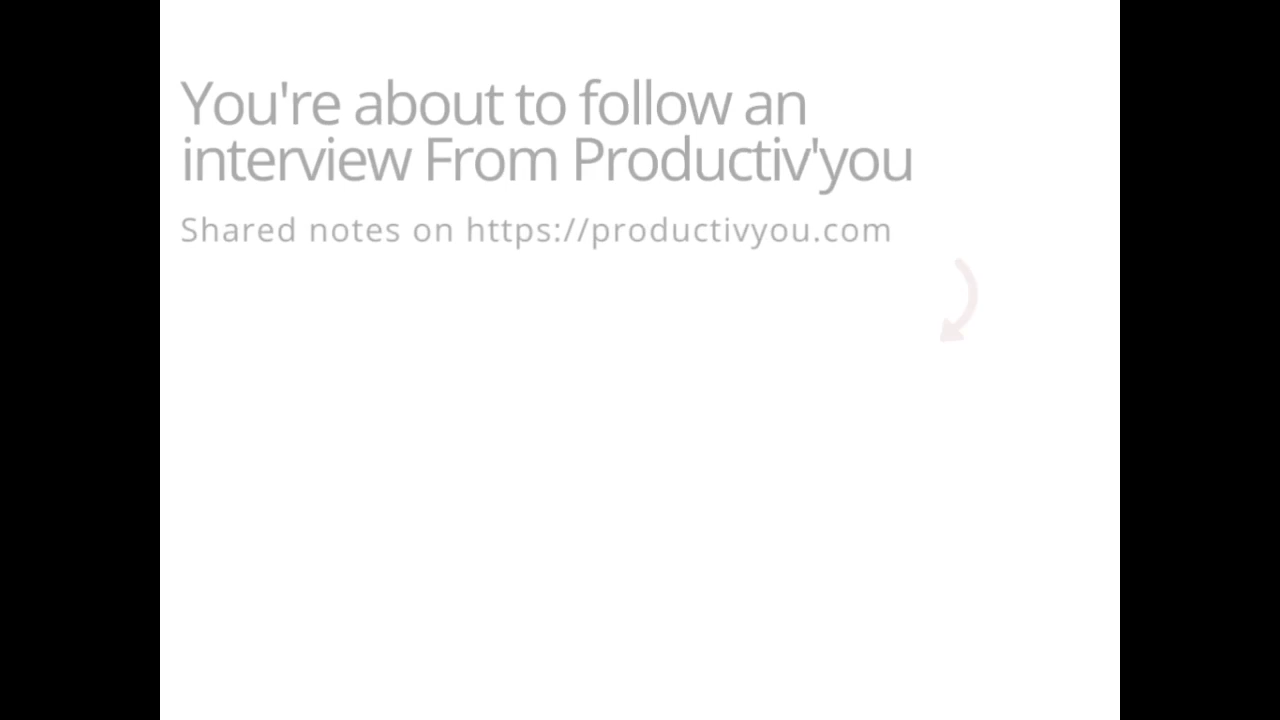 You're about to follow an
interview From Productiv'you
Shared notes on https://productivyou.com